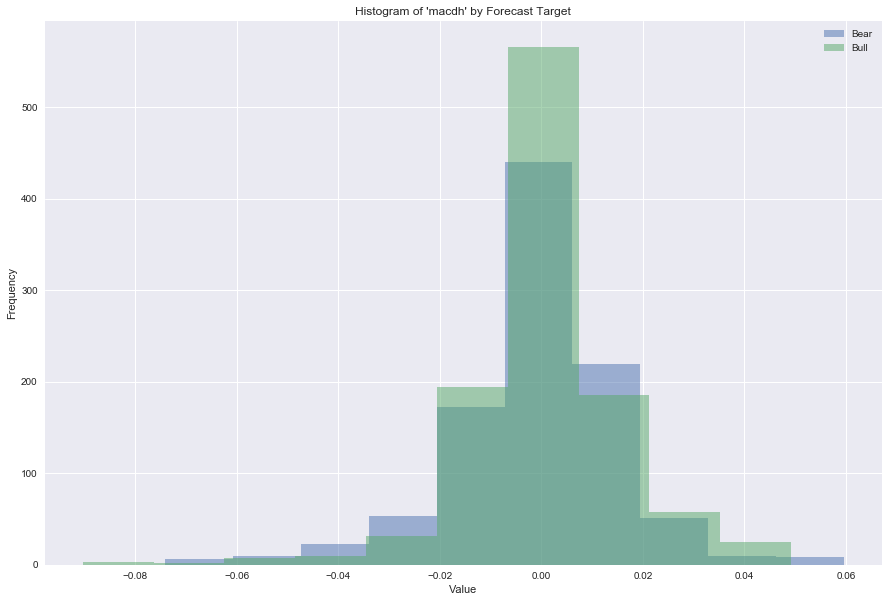 Histogram of 'macdh' by Forecast Target
Bear
Bull
500
400
300
200
100
0
Frequency
−0.08 −0.06 −0.04 −0.02 0.00 0.02 0.04 0.06
Value